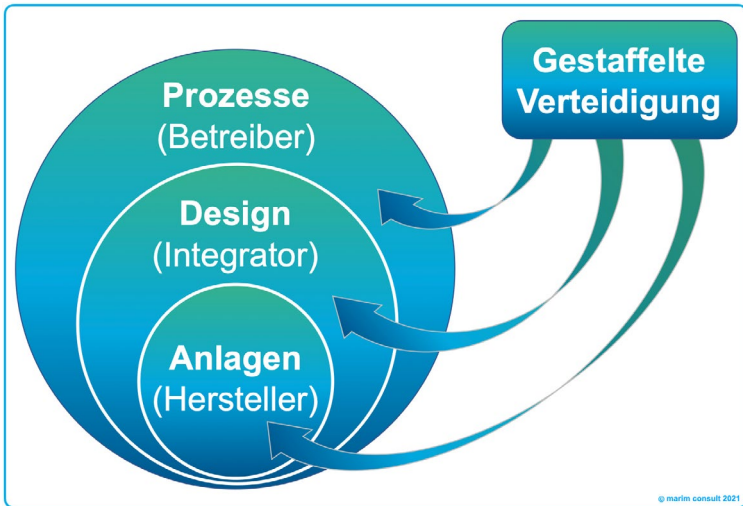 Gestaffelte
Verteidigung
Prozesse
(Betreiber)
Design
(Integrator)
Anlagen
(Hersteller)
© marim consult 2021